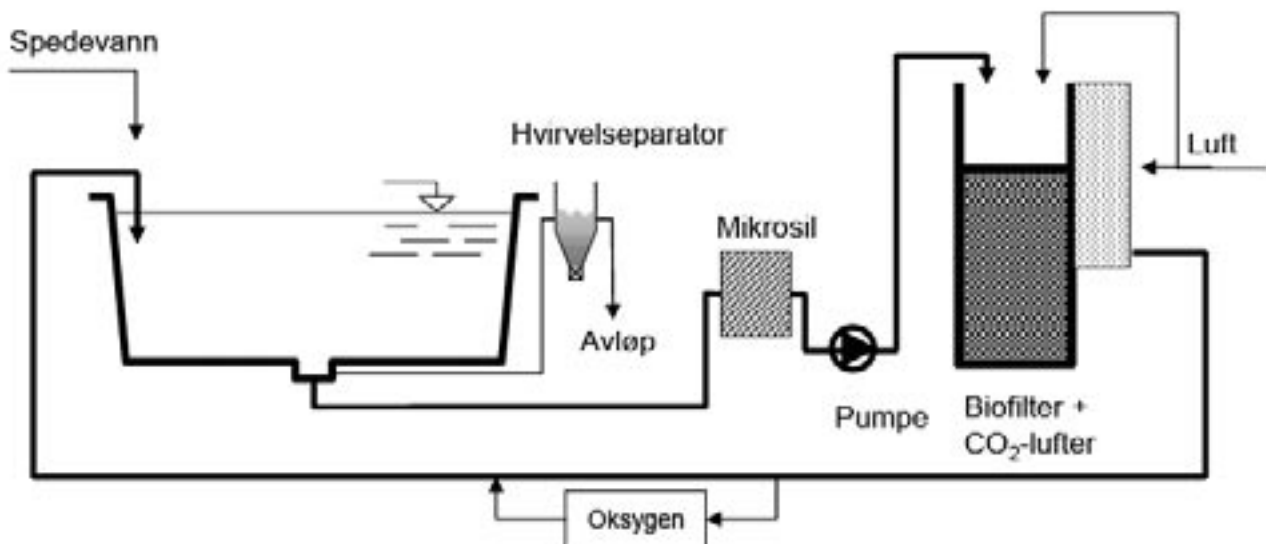 Spedevann
Hvirvelseparator
Luft
Mikrosil
Avløp
Pumpe
Biofilter +
CO₂-lufter
Oksygen